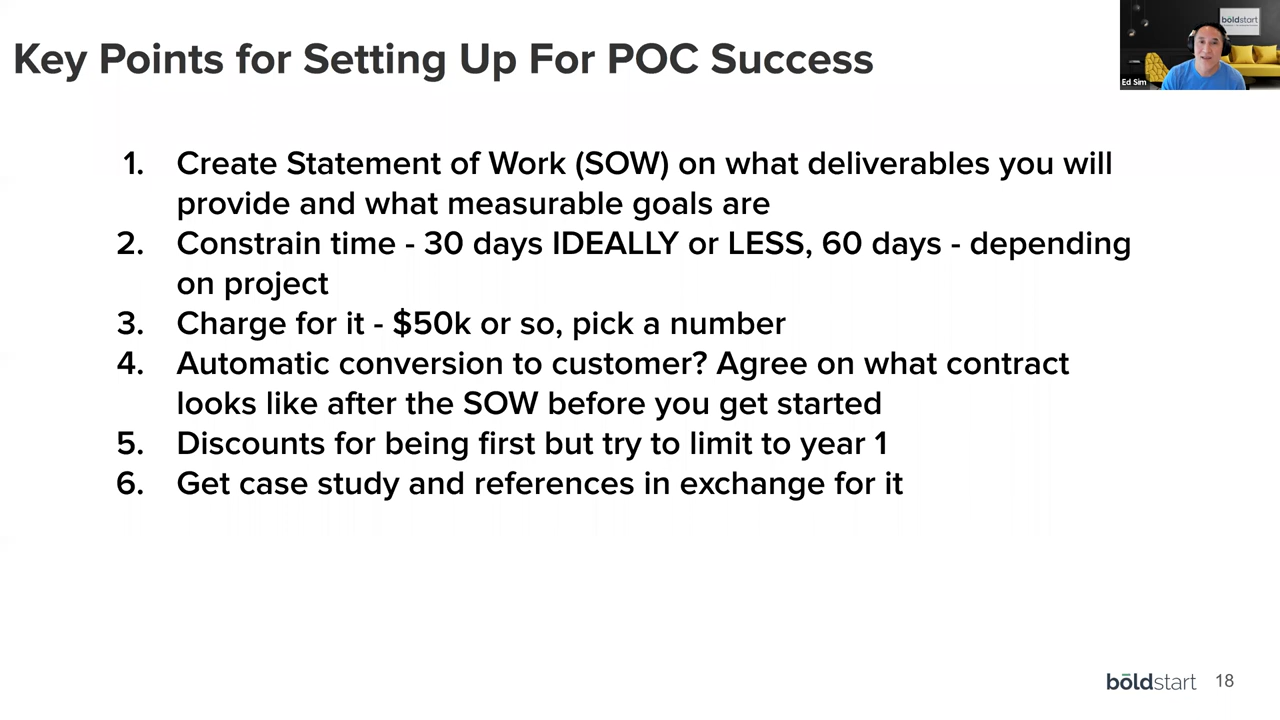 Key Points for Setting Up For POC Success
boldstart
Ed Sim
1. Create Statement of Work (SOW) on what deliverables you will
provide and what measurable goals are
2. Constrain time - 30 days IDEALLY or LESS, 60 days - depending
on project
3. Charge for it - $50k or so, pick a number
4. Automatic conversion to customer? Agree on what contract
looks like after the SOW before you get started
5. Discounts for being first but try to limit to year 1
6. Get case study and references in exchange for it
bōldstart 18